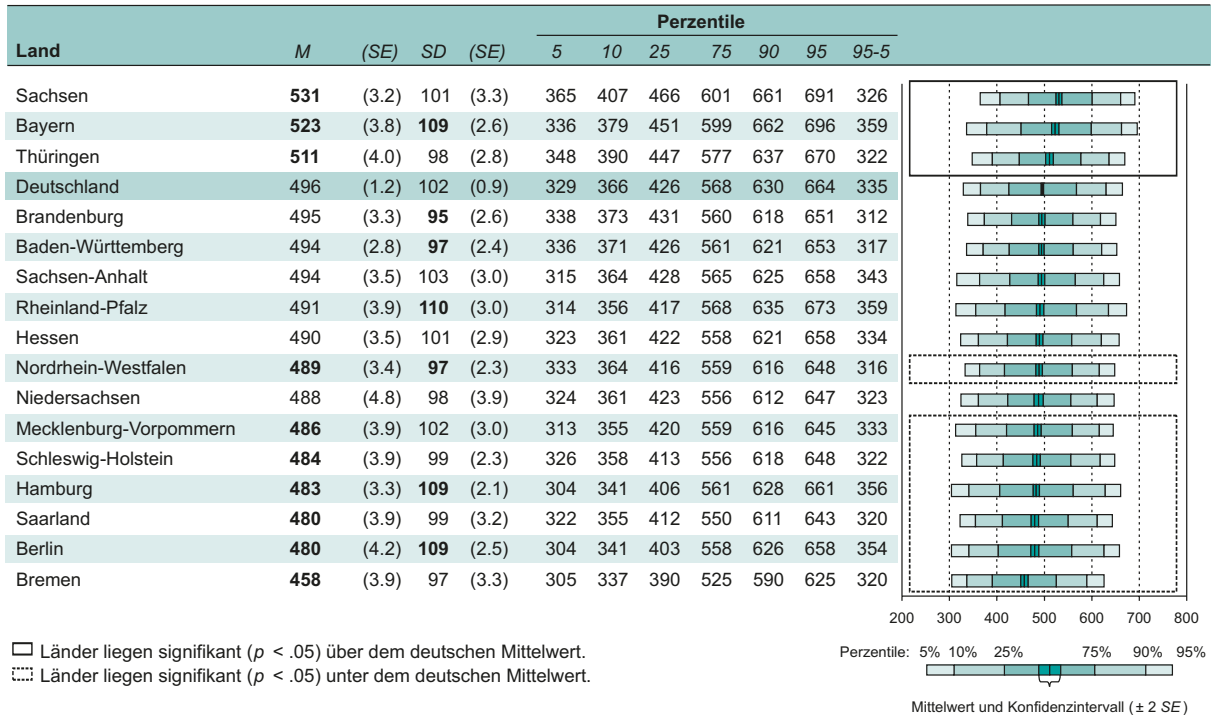 Perzentile
Land M (SE) SD (SE) 5 10 25 75 90 95 95-5
Sachsen 531 (3.2) 101 (3.3) 365 407 466 601 661 691 326
Bayern 523 (3.8) 109 (2.6) 336 379 451 599 662 696 359
Thüringen 511 (4.0) 98 (2.8) 348 390 447 577 637 670 322
Deutschland 496 (1.2) 102 (0.9) 329 366 426 568 630 664 335
Brandenburg 495 (3.3) 95 (2.6) 338 373 431 560 618 651 312
Baden-Württemberg 494 (2.8) 97 (2.4) 336 371 426 561 621 653 317
Sachsen-Anhalt 494 (3.5) 103 (3.0) 315 364 428 565 625 658 343
Rheinland-Pfalz 491 (3.9) 110 (3.0) 314 356 417 568 635 673 359
Hessen 490 (3.5) 101 (2.9) 323 361 422 558 621 658 334
Nordrhein-Westfalen 489 (3.4) 97 (2.3) 333 364 416 559 616 648 316
Niedersachsen 488 (4.8) 98 (3.9) 324 361 423 556 612 647 323
Mecklenburg-Vorpommern 486 (3.9) 102 (3.0) 313 355 420 559 616 645 333
Schleswig-Holstein 484 (3.9) 99 (2.3) 326 358 413 556 618 648 322
Hamburg 483 (3.3) 109 (2.1) 304 341 406 561 628 661 356
Saarland 480 (3.9) 99 (3.2) 322 355 412 550 611 643 320
Berlin 480 (4.2) 109 (2.5) 304 341 403 558 626 658 354
Bremen 458 (3.9) 97 (3.3) 305 337 390 525 590 625 320
200 300 400 500 600 700 800
Länder liegen signifikant (p < .05) über dem deutschen Mittelwert.
Länder liegen signifikant (p < .05) unter dem deutschen Mittelwert.
Perzentile: 5% 10% 25% 75% 90% 95%
Mittelwert und Konfidenzintervall (± 2 SE)